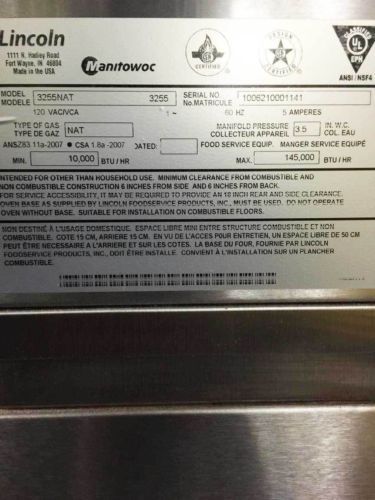 Lincoln
1111 N. Hadley Road
Fort Wayne, IN. 46804
Made in the USA
Manitowoc
CERTIFIED
DESIGN
CERTIFIED
CLASSIFIED
UL
EPH
ANSI/NSF4
MODEL
MODELE
3255NAT 3255
SERIAL NO.
No.MATRICULE
1006210001141
120 VAC/VCA 1~ 60 HZ 5 AMPERES
TYPE OF GAS
TYPE DE GAZ
NAT
MANIFOLD PRESSURE
COLLECTEUR APPAREIL
3.5
IN. W.C.
COL. EAU
ANSZ83.11a-2007 • CSA 1.8a -2007 DATED: FOOD SERVICE EQUIP. MANGER SERVICE EQUIPÉ
MIN. 10,000 BTU / HR MAX. 145,000 BTU / HR
INTENDED FOR OTHER THAN HOUSEHOLD USE. MINIMUM CLEARANCE FROM COMBUSTIBLE AND
NON COMBUSTIBLE CONSTRUCTION 6 INCHES FROM SIDE AND 6 INCHES FROM BACK.
FOR SERVICE ACCESSIBILITY, IT MAY BE REQUIRED TO PROVIDE AN 10 INCH REAR AND SIDE CLEARANCE.
OVEN BASE AS SUPPLIED BY LINCOLN FOODSERVICE PRODUCTS, INC., MUST BE USED. DO NOT OPERATE
OVEN WITHOUT BASE. SUITABLE FOR INSTALLATION ON COMBUSTIBLE FLOORS.
NON DESTINÉ À L'USAGE DOMESTIQUE. ESPACE LIBRE MINI ENTRE STRUCTURE COMBUSTIBLE ET NON
COMBUSTIBLE. COTE 15 CM, ARRIERE 15 CM. EN VU DE L'ACCES POUR ENTRETIEN, UN ESPACE LIBRE DE 50 CM
PEUT ÊTRE NECESSAIRE A L'ARRIERE ET SUR LES COTES. LA BASE DU FOUR, FOURNIE PAR LINCOLN
FOODSERVICE PRODUCTS, INC., DOIT ÊTRE INSTALLE. CONVIENT À L'INSTALLATION SUR UN PLANCHER
COMBUSTIBLE.